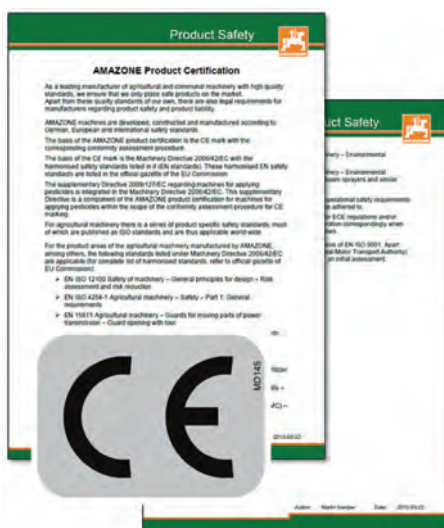 Product Safety
AMAZONE Product Certification
As a leading manufacturer of agricultural and communal machinery with high quality
standards, we ensure that we only place safe products on the market.
Apart from these quality standards of our own, there are also legal requirements for
manufacturers regarding product safety and product liability.
AMAZONE machines are developed, constructed and manufactured according to
German, European and international safety standards.
The basis of the AMAZONE product certification is the CE mark with the
corresponding conformity assessment procedure.
The basis of the CE mark is the Machinery Directive 2006/42/EC with the
harmonised safety standards listed in it (EN standards). These harmonised EN safety
standards are listed in the official gazette of the EU Commission
The supplementary Directive 2009/127/EC regarding machines for applying
pesticides is integrated in the Machinery Directive 2006/42/EC. This supplementary
Directive is a component of the AMAZONE product certification for machines for
applying pesticides within the scope of the conformity assessment procedure for CE
marking.
For agricultural machinery there is a series of product specific safety standards, most
of which are published as ISO standards and are thus applicable world-wide.
For the product areas of the agricultural machinery manufactured by AMAZONE,
among others, the following standards listed under Machinery Directive 2006/42/EC
are applicable (for complete list of harmonised standards, refer to official gazette of
EU Commission):
➢ EN ISO 12100 Safety of machinery – General principles for design – Risk
assessment and risk reduction
➢ EN ISO 4254-1 Agricultural machinery – Safety – Part 1: General
requirements
➢ EN 15811 Agricultural machinery – Guards for moving parts of power
transmission – Guard opening with tool
CE
MD145
uct Safety
nery – Environmental
nery – Environmental
oom sprayers and similar
operational safety requirements
e adhered to.
r ECE regulations and/or
ration correspondingly when
ions of EN ISO 9001. Apart
al Motor Transport Authority)
an initial assessment.
Date: